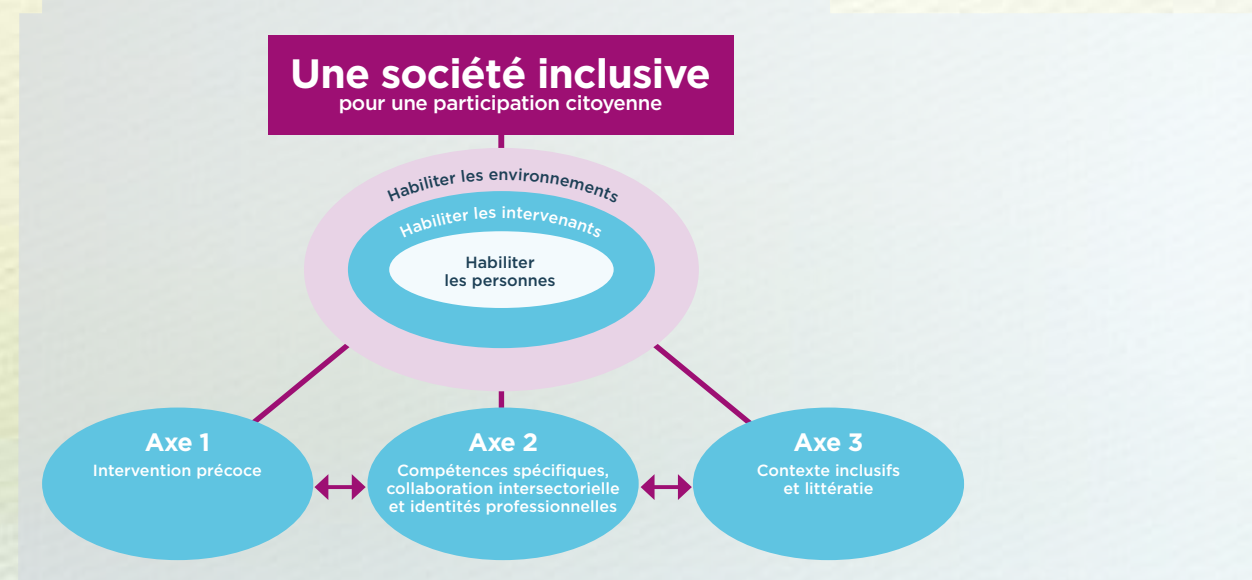 Une société inclusive
pour une participation citoyenne
Habiliter les environnements
Habiliter les intervenants
Habiliter
les personnes
Axe 1
Intervention précoce
Axe 2
Compétences spécifiques,
collaboration intersectorielle
et identités professionnelles
Axe 3
Contexte inclusifs
et littératie